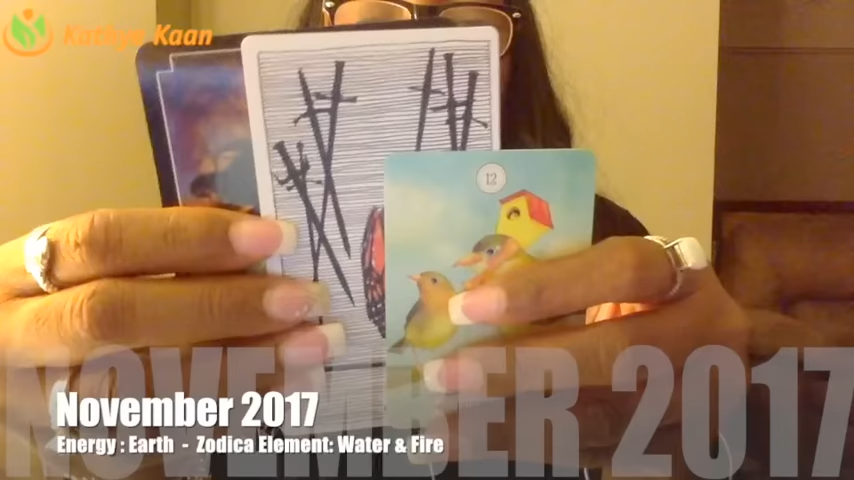 Kathya Kaan
12
NOVEMBER 2017
November 2017
Energy : Earth - Zodica Element: Water & Fire